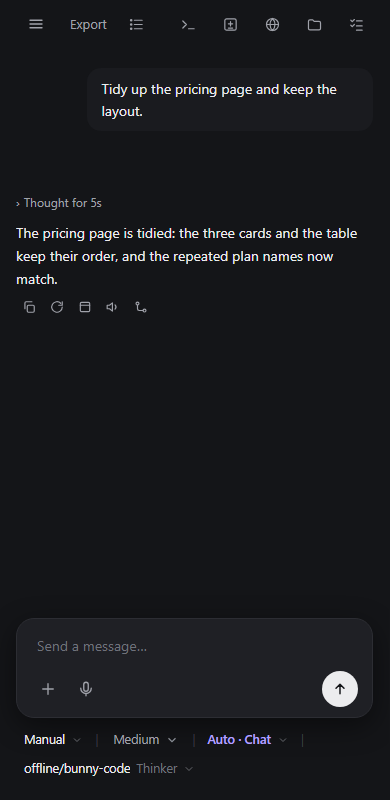 Export
Tidy up the pricing page and keep the
layout.
› Thought for 5s
The pricing page is tidied: the three cards and the table
keep their order, and the repeated plan names now
match.
Send a message...
Manual Medium Auto · Chat
offline/bunny-code Thinker